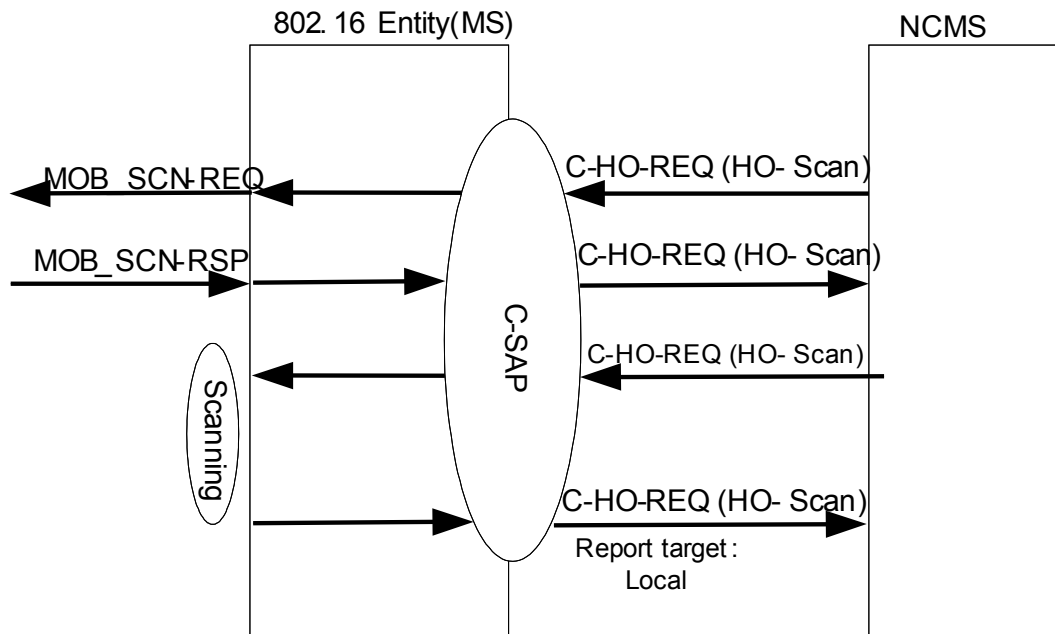 802.16 Entity(MS)
NCMS
MOB_SCN-REQ
C-HO-REQ (HO- Scan)
MOB_SCN-RSP
C-HO-REQ (HO- Scan)
C-SAP
C-HO-REQ (HO- Scan)
Scanning
C-HO-REQ (HO- Scan)
Report target:
Local